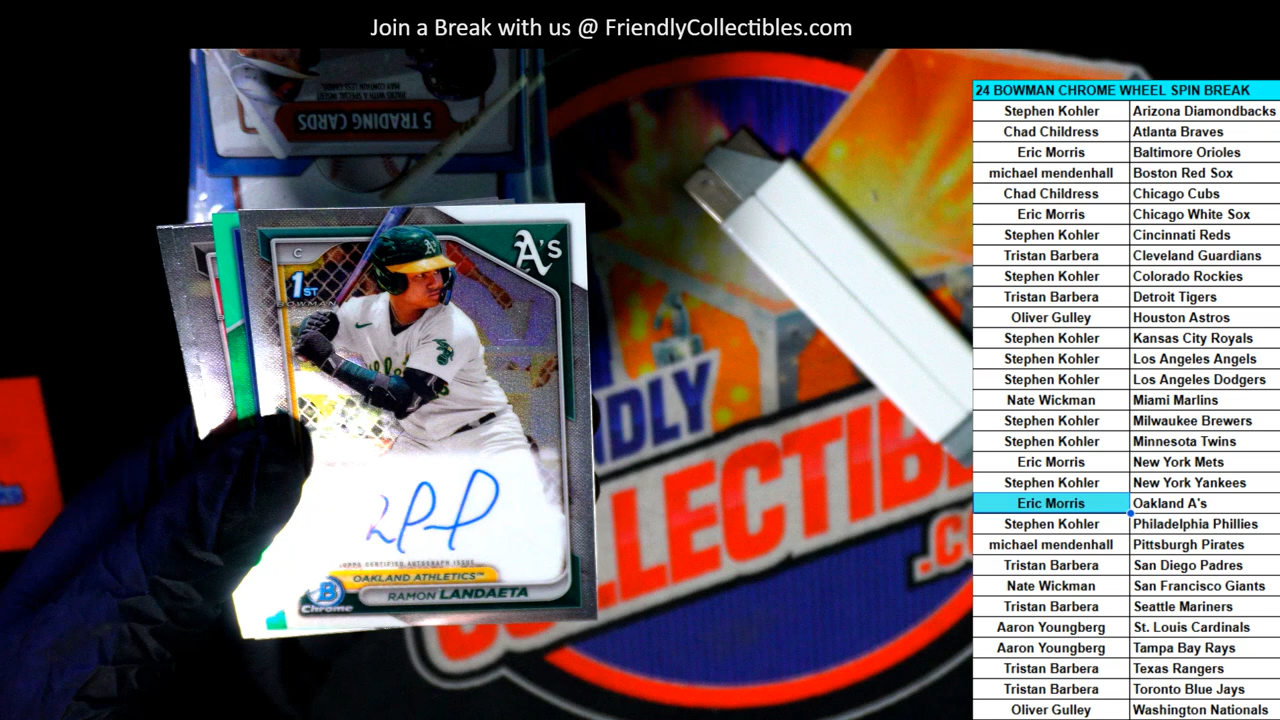 Join a Break with us @ FriendlyCollectibles.com
5 TRADING CARDS
A's
C
1ST
BOWMAN
TOPPS CERTIFIED AUTOGRAPH ISSUE
OAKLAND ATHLETICS™
RAMON LANDAETA
B
Chrome
NDLY
LLECTIB
.C
24 BOWMAN CHROME WHEEL SPIN BREAK
Stephen Kohler Arizona Diamondbacks
Chad Childress Atlanta Braves
Eric Morris Baltimore Orioles
michael mendenhall Boston Red Sox
Chad Childress Chicago Cubs
Eric Morris Chicago White Sox
Stephen Kohler Cincinnati Reds
Tristan Barbera Cleveland Guardians
Stephen Kohler Colorado Rockies
Tristan Barbera Detroit Tigers
Oliver Gulley Houston Astros
Stephen Kohler Kansas City Royals
Stephen Kohler Los Angeles Angels
Stephen Kohler Los Angeles Dodgers
Nate Wickman Miami Marlins
Stephen Kohler Milwaukee Brewers
Stephen Kohler Minnesota Twins
Eric Morris New York Mets
Stephen Kohler New York Yankees
Eric Morris Oakland A's
Stephen Kohler Philadelphia Phillies
michael mendenhall Pittsburgh Pirates
Tristan Barbera San Diego Padres
Nate Wickman San Francisco Giants
Tristan Barbera Seattle Mariners
Aaron Youngberg St. Louis Cardinals
Aaron Youngberg Tampa Bay Rays
Tristan Barbera Texas Rangers
Tristan Barbera Toronto Blue Jays
Oliver Gulley Washington Nationals